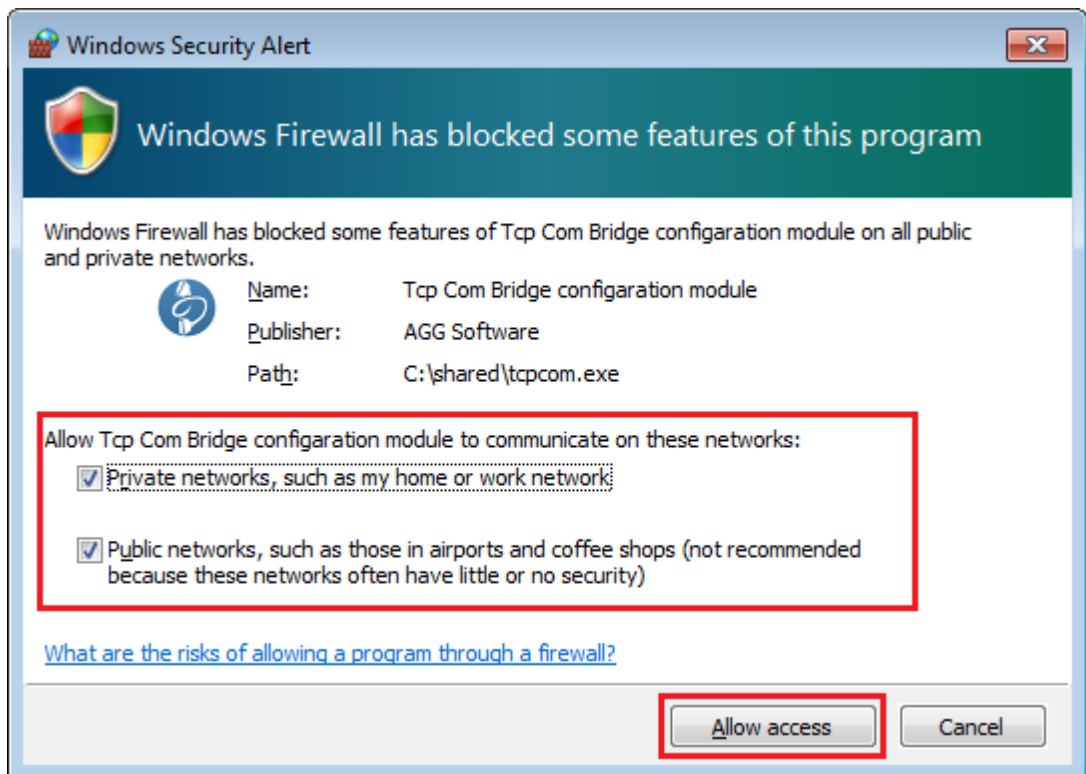 Windows Security Alert
Windows Firewall has blocked some features of this program
Windows Firewall has blocked some features of Tcp Com Bridge configaration module on all public
and private networks.
Name: Tcp Com Bridge configaration module
Publisher: AGG Software
Path: C:\shared\tcpcom.exe
Allow Tcp Com Bridge configaration module to communicate on these networks:
Private networks, such as my home or work network
Public networks, such as those in airports and coffee shops (not recommended
because these networks often have little or no security)
What are the risks of allowing a program through a firewall?
Allow access Cancel